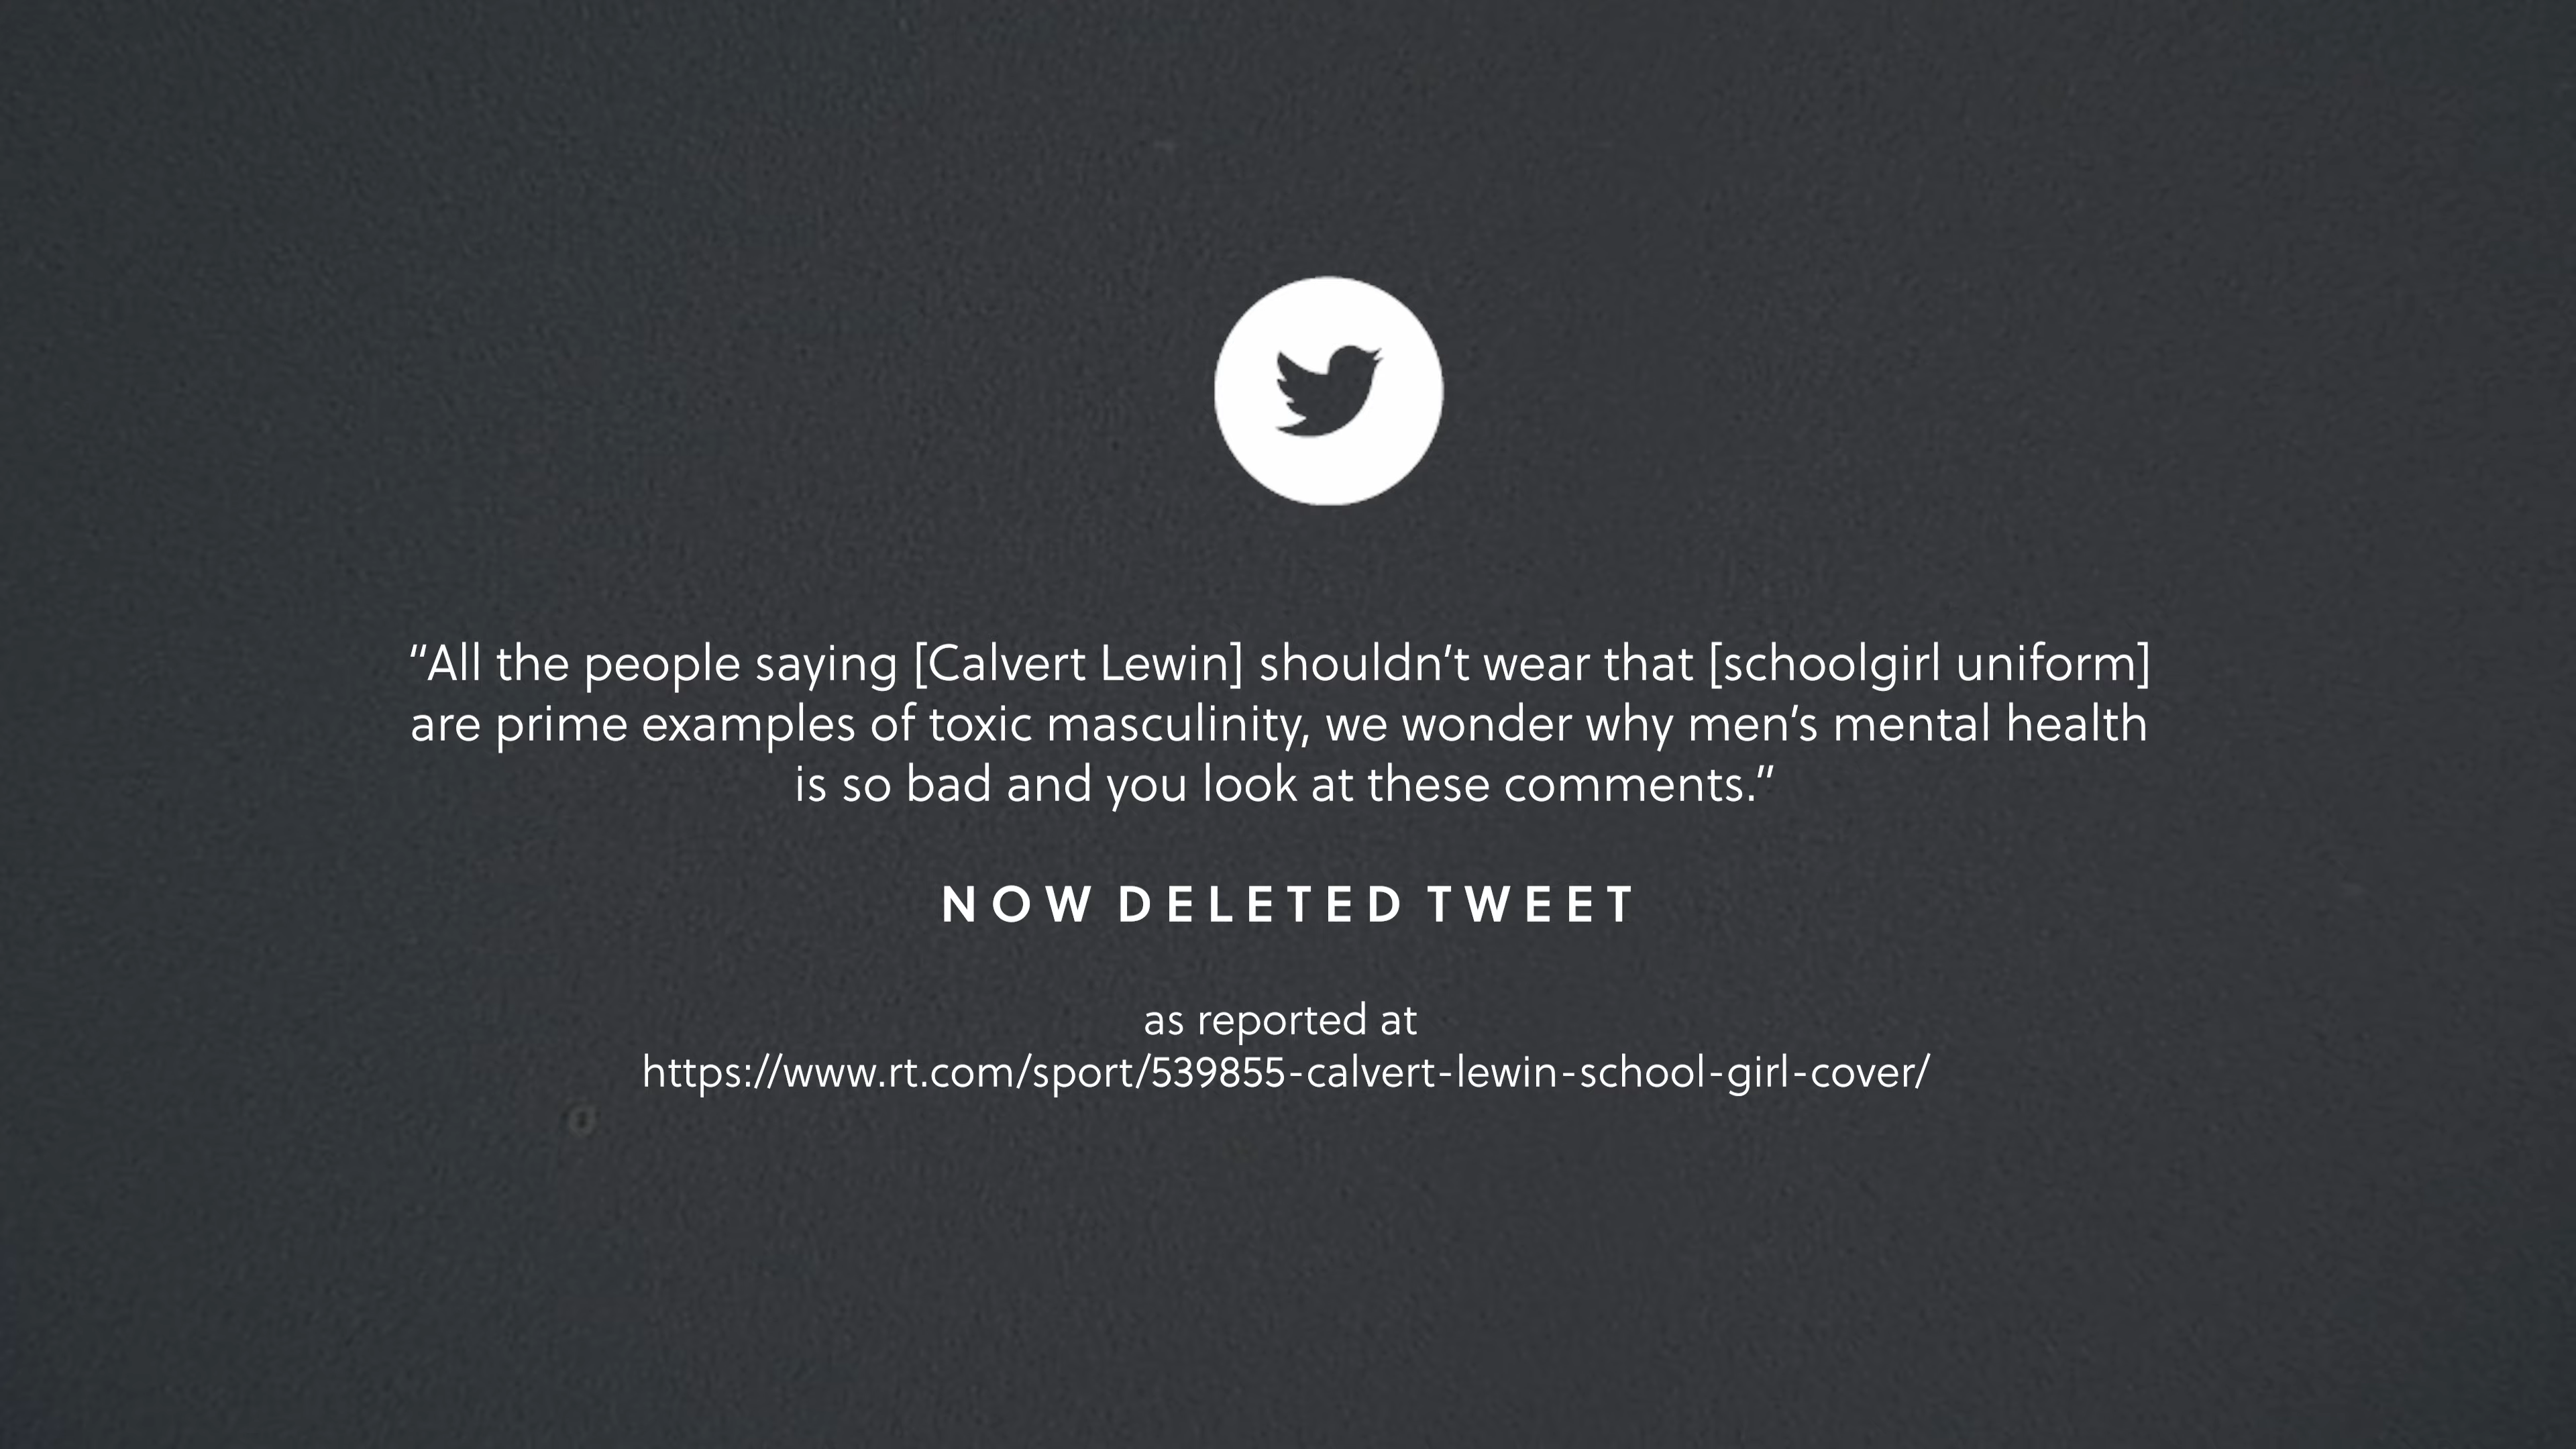 “All the people saying [Calvert Lewin] shouldn’t wear that [schoolgirl uniform]
are prime examples of toxic masculinity, we wonder why men’s mental health
is so bad and you look at these comments.”
NOW DELETED TWEET
as reported at
https://www.rt.com/sport/539855-calvert-lewin-school-girl-cover/